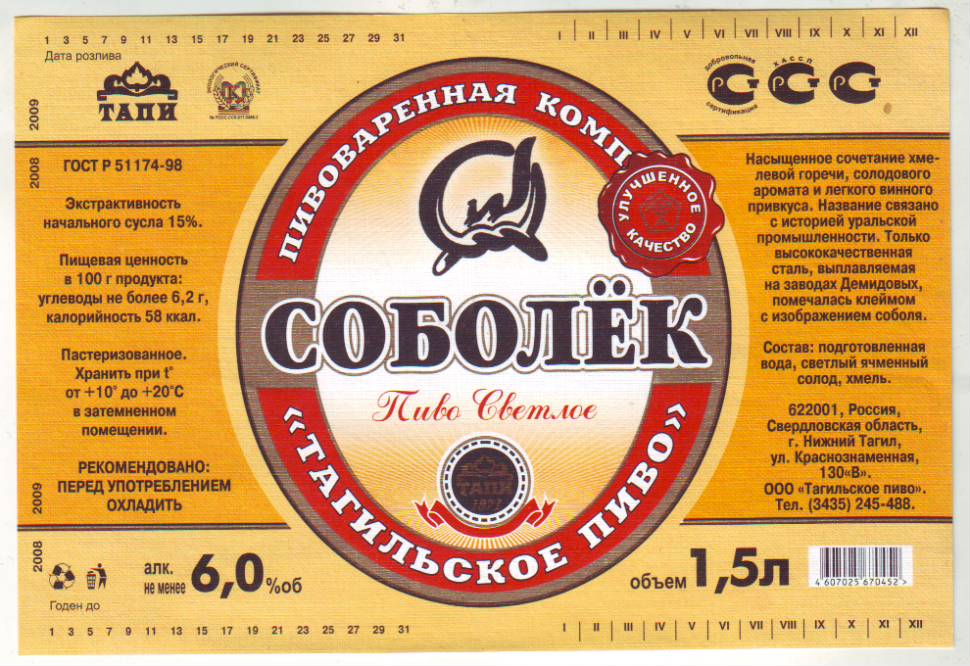 1 3 5 7 9 11 13 15 17 19 21 23 25 27 29 31
I II III IV V VI VII VIII IX X XI XII
Дата розлива
2009
2008
ТАПИ
ЭКОЛОГИЧЕСКИЙ СЕРТИФИКАТ
добровольная
сертификация
ХАССП
ГОСТ Р 51174-98
Экстрактивность
начального сусла 15%.
Пищевая ценность
в 100 г продукта:
углеводы не более 6,2 г,
калорийность 58 ккал.
Пастеризованное.
Хранить при t°
от +10° до +20°С
в затемненном
помещении.
РЕКОМЕНДОВАНО:
ПЕРЕД УПОТРЕБЛЕНИЕМ
ОХЛАДИТЬ
2009
2008
алк.
не менее 6,0 %об
Годен до
1 3 5 7 9 11 13 15 17 19 21 23 25 27 29 31
ПИВОВАРЕННАЯ КОМП
УЛУЧШЕННОЕ
КАЧЕСТВО
СОБОЛЁК
Пиво Светлое
ТАПИ
«ТАГИЛЬСКОЕ ПИВО»
Насыщенное сочетание хме-
левой горечи, солодового
аромата и легкого винного
привкуса. Название связано
с историей уральской
промышленности. Только
высококачественная
сталь, выплавляемая
на заводах Демидовых,
помечалась клеймом
с изображением соболя.
Состав: подготовленная
вода, светлый ячменный
солод, хмель.
622001, Россия,
Свердловская область,
г. Нижний Тагил,
ул. Краснознаменная,
130«В».
ООО «Тагильское пиво».
Тел. (3435) 245-488.
объем 1,5л
4 607025 670452 >
I II III IV V VI VII VIII IX X XI XII